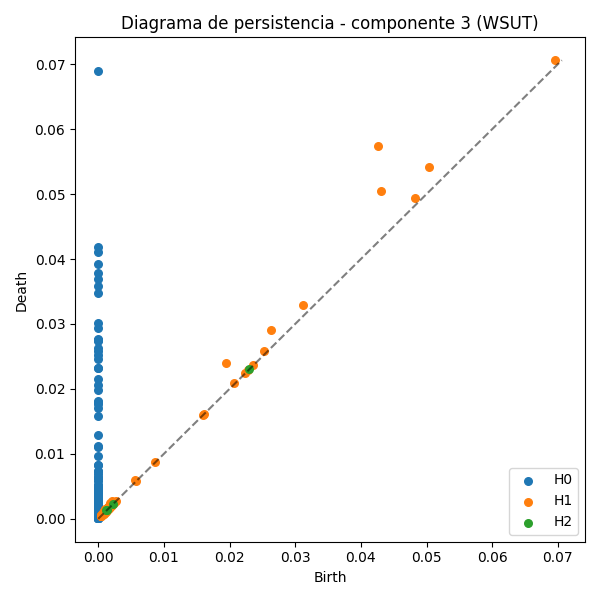 Diagrama de persistencia - componente 3 (WSUT)
Death
0.07
0.06
0.05
0.04
0.03
0.02
0.01
0.00
H0
H1
H2
0.00 0.01 0.02 0.03 0.04 0.05 0.06 0.07
Birth